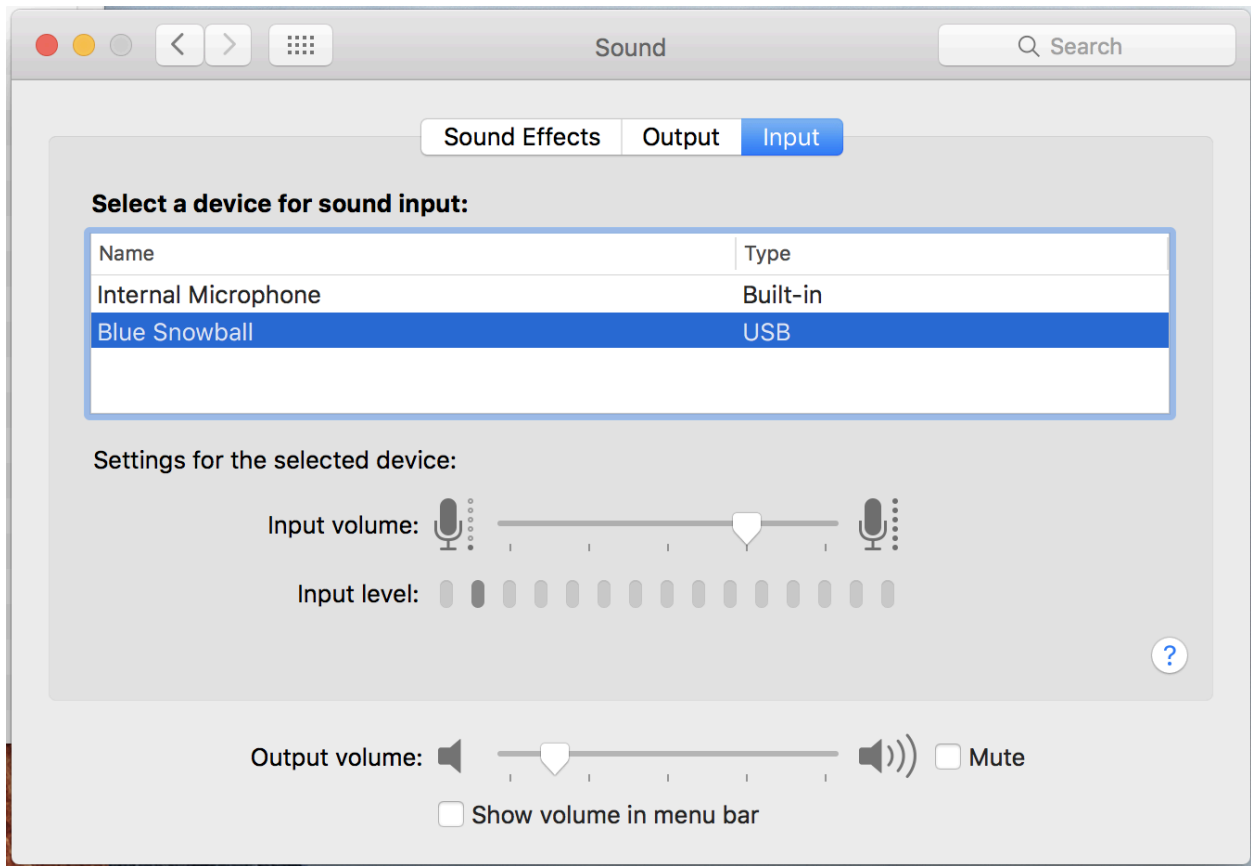 Sound
Search
Sound Effects Output Input
Select a device for sound input:
Name Type
Internal Microphone Built-in
Blue Snowball USB
Settings for the selected device:
Input volume:
Input level:
?
Output volume: Mute
Show volume in menu bar